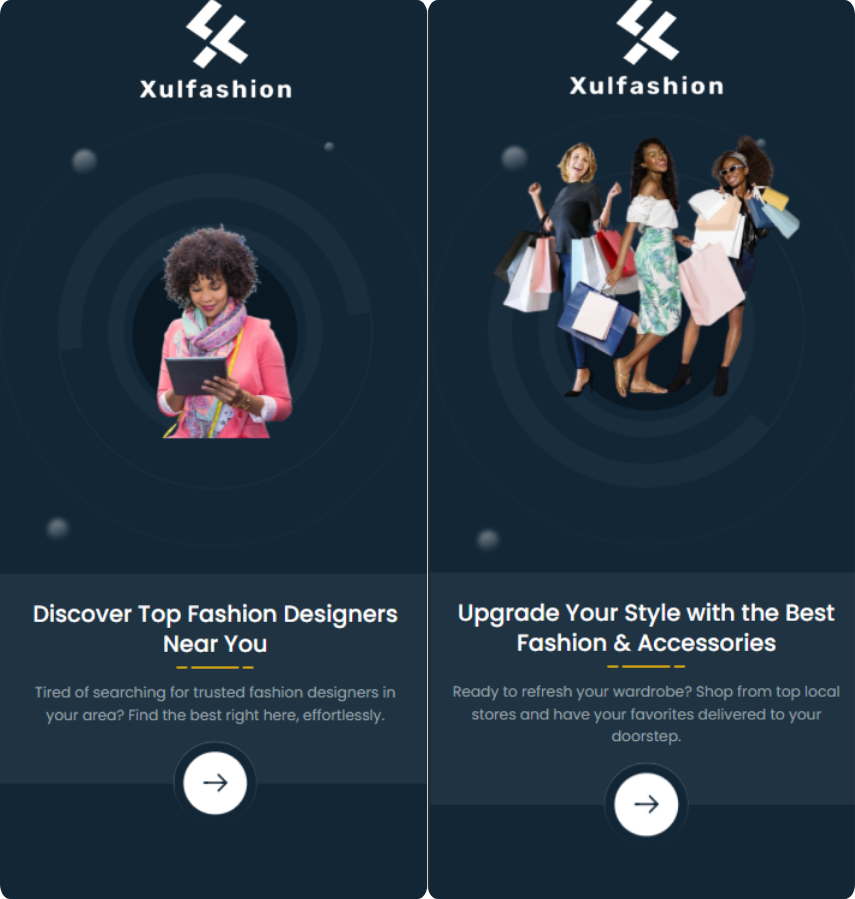 Xulfashion
Discover Top Fashion Designers
Near You
Tired of searching for trusted fashion designers in
your area? Find the best right here, effortlessly.
Xulfashion
Upgrade Your Style with the Best
Fashion & Accessories
Ready to refresh your wardrobe? Shop from top local
stores and have your favorites delivered to your
doorstep.